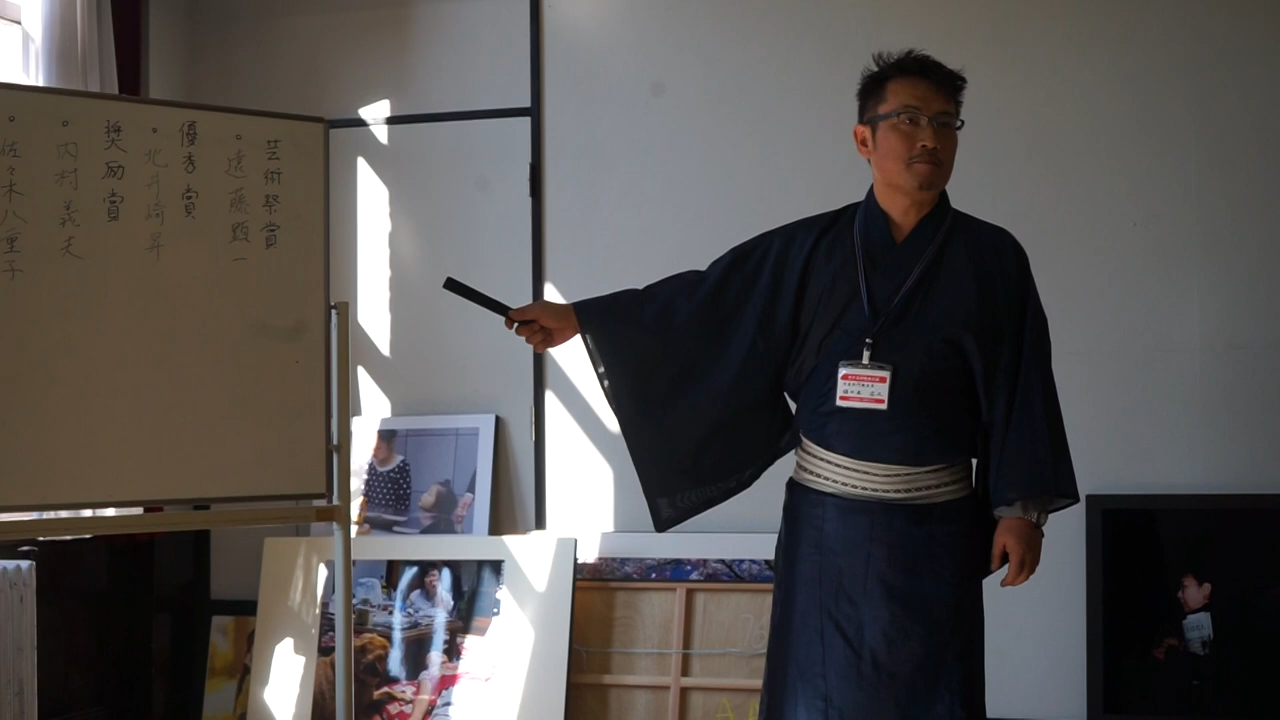 芸術祭賞
。遠藤顕一
優秀賞
。北井崎昇
奨励賞
。内村義夫
。佐々木八重子